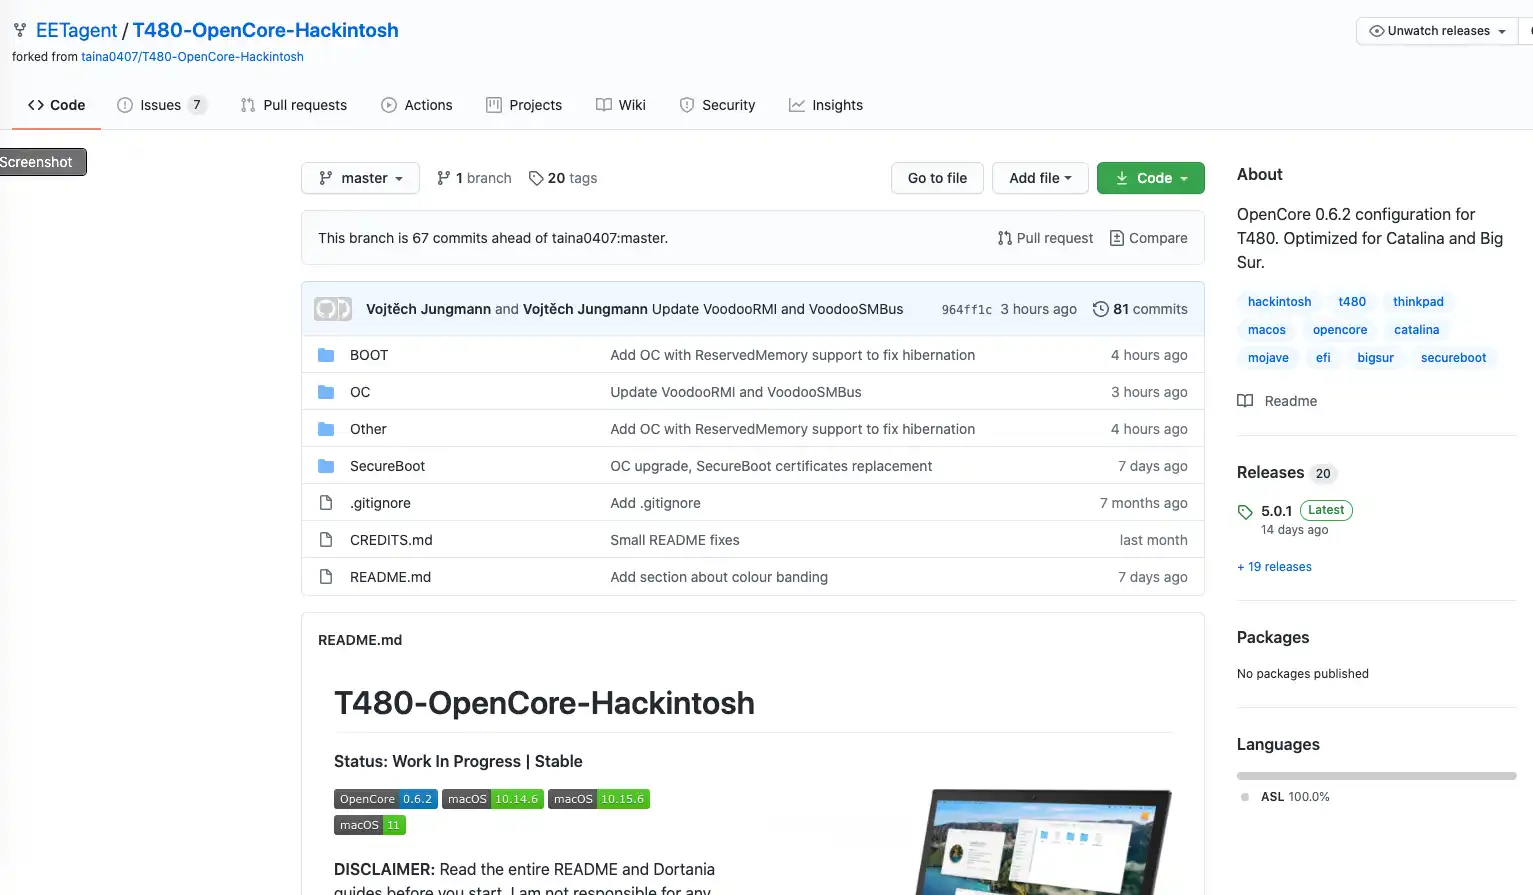 EETagent / T480-OpenCore-Hackintosh
Unwatch releases
forked from taina0407/T480-OpenCore-Hackintosh
Code
Issues 7
Pull requests
Actions
Projects
Wiki
Security
Insights
Screenshot
master
1 branch
20 tags
Go to file
Add file
Code
This branch is 67 commits ahead of taina0407:master.
Pull request
Compare
Vojtěch Jungmann and Vojtěch Jungmann Update VoodooRMI and VoodooSMBus 964ff1c 3 hours ago 81 commits
BOOT Add OC with ReservedMemory support to fix hibernation 4 hours ago
OC Update VoodooRMI and VoodooSMBus 3 hours ago
Other Add OC with ReservedMemory support to fix hibernation 4 hours ago
SecureBoot OC upgrade, SecureBoot certificates replacement 7 days ago
.gitignore Add .gitignore 7 months ago
CREDITS.md Small README fixes last month
README.md Add section about colour banding 7 days ago
README.md
T480-OpenCore-Hackintosh
Status: Work In Progress | Stable
OpenCore 0.6.2 macOS 10.14.6 macOS 10.15.6
macOS 11
DISCLAIMER: Read the entire README and Dortania
guides before you start. I am not responsible for any
About
OpenCore 0.6.2 configuration for
T480. Optimized for Catalina and Big
Sur.
hackintosh t480 thinkpad
macos opencore catalina
mojave efi bigsur secureboot
Readme
Releases 20
5.0.1 Latest
14 days ago
+ 19 releases
Packages
No packages published
Languages
ASL 100.0%